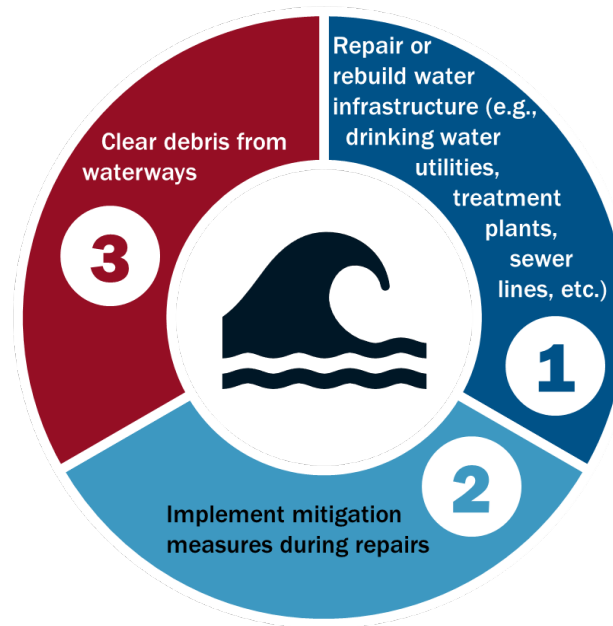 Repair or
rebuild water
infrastructure (e.g.,
drinking water
utilities,
treatment
plants,
sewer
lines, etc.)
1
2
Implement mitigation
measures during repairs
Clear debris from
waterways
3